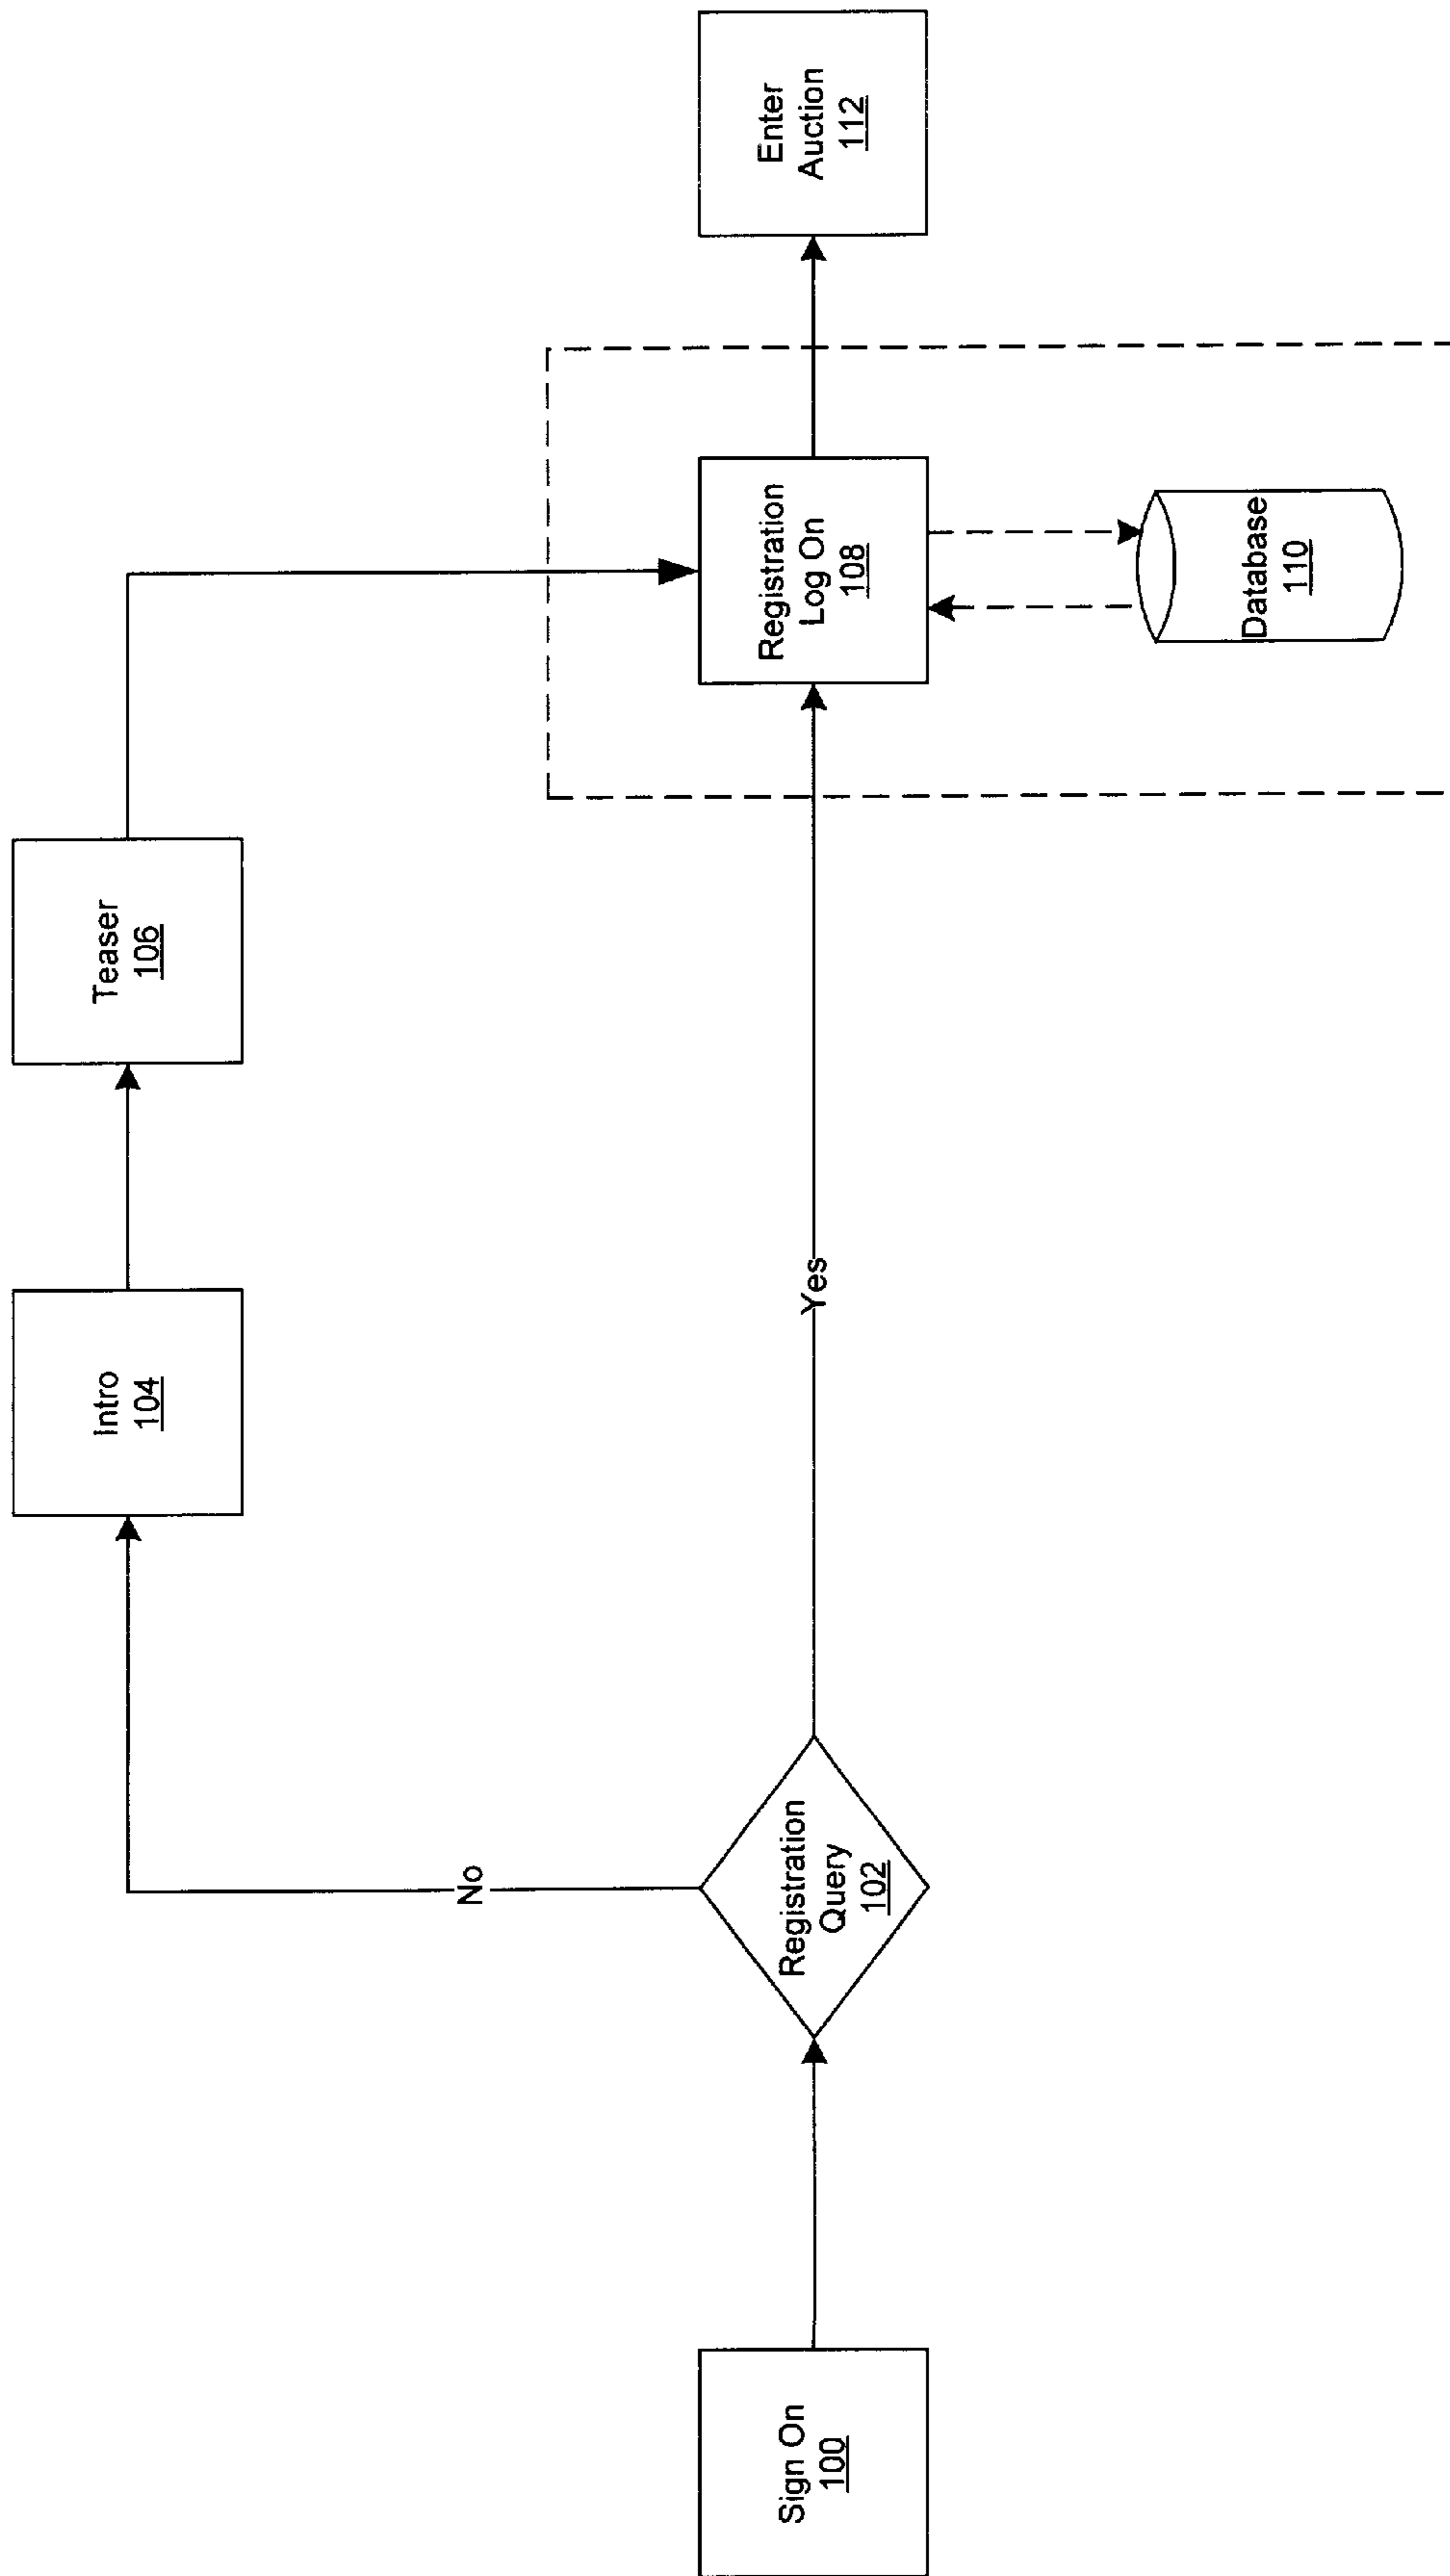 Sign On
100
Registration
Query
102
No
Yes
Intro
104
Teaser
106
Registration
Log On
108
Database
110
Enter
Auction
112